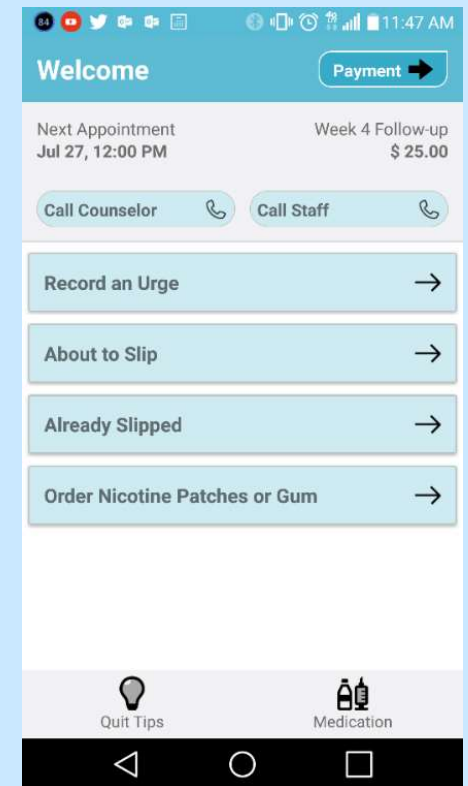 84 11:47 AM
Welcome
Payment
Next Appointment
Week 4 Follow-up
Jul 27, 12:00 PM
$ 25.00
Call Counselor
Call Staff
Record an Urge
About to Slip
Already Slipped
Order Nicotine Patches or Gum
Quit Tips
Medication